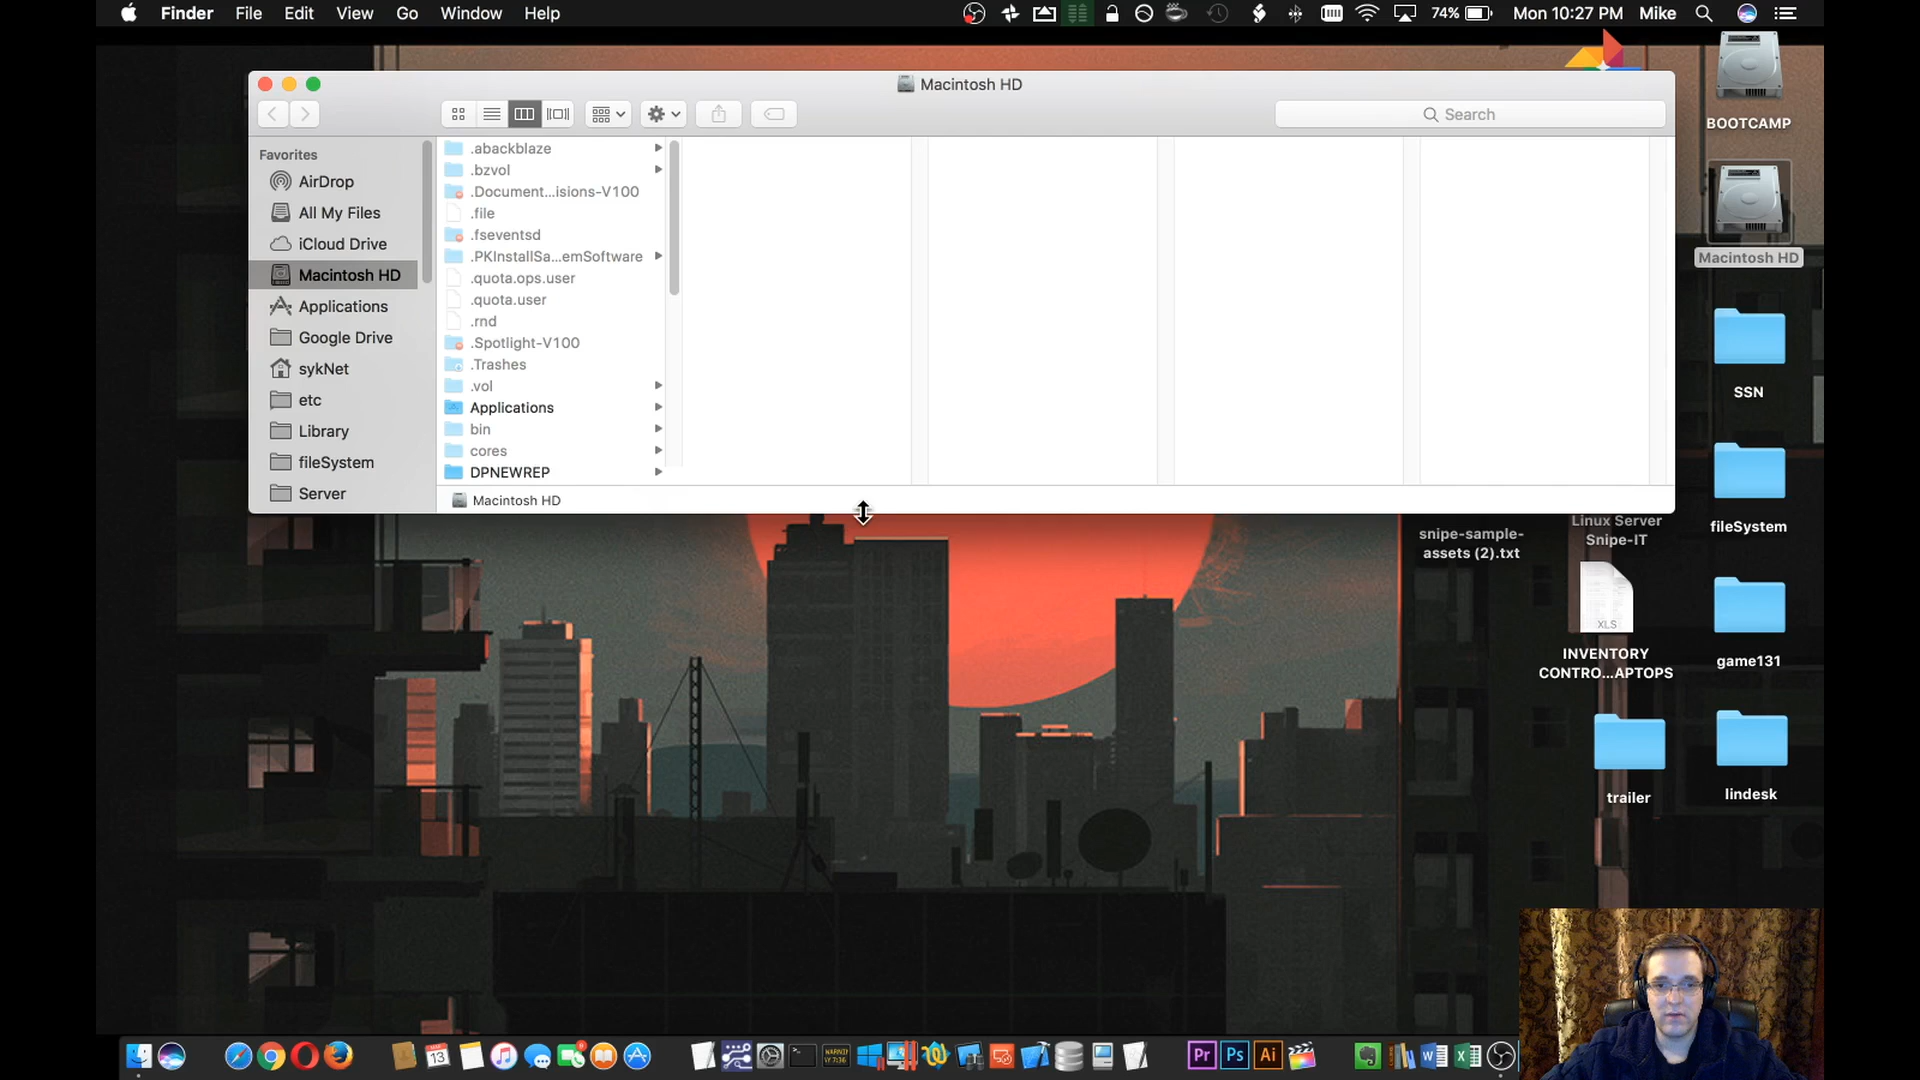 Finder File Edit View Go Window Help
74% Mon 10:27 PM Mike
Macintosh HD
Search
Favorites
AirDrop
All My Files
iCloud Drive
Macintosh HD
Applications
Google Drive
sykNet
etc
Library
fileSystem
Server
.abackblaze
.bzvol
.Document...isions-V100
.file
.fseventsd
.PKInstallSa...emSoftware
.quota.ops.user
.quota.user
.rnd
.Spotlight-V100
.Trashes
.vol
Applications
bin
cores
DPNEWREP
Macintosh HD
BOOTCAMP
Macintosh HD
SSN
fileSystem
game131
lindesk
Linux Server
Snipe-IT
snipe-sample-
assets (2).txt
XLS
INVENTORY
CONTRO...APTOPS
trailer
13
Pr Ps Ai